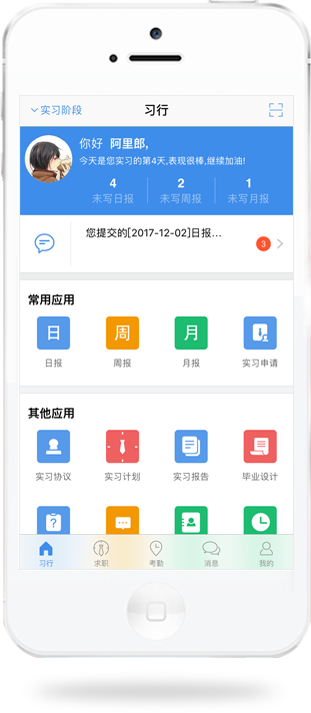 实习阶段 习行
你好 阿里郎,
今天是您实习的第4天,表现很棒,继续加油!
4 2 1
未写日报 未写周报 未写月报
您提交的[2017-12-02]日报... 3
常用应用
日 周 月
日报 周报 月报 实习申请
其他应用
实习协议 实习计划 实习报告 毕业设计
习行 求职 考勤 消息 我的